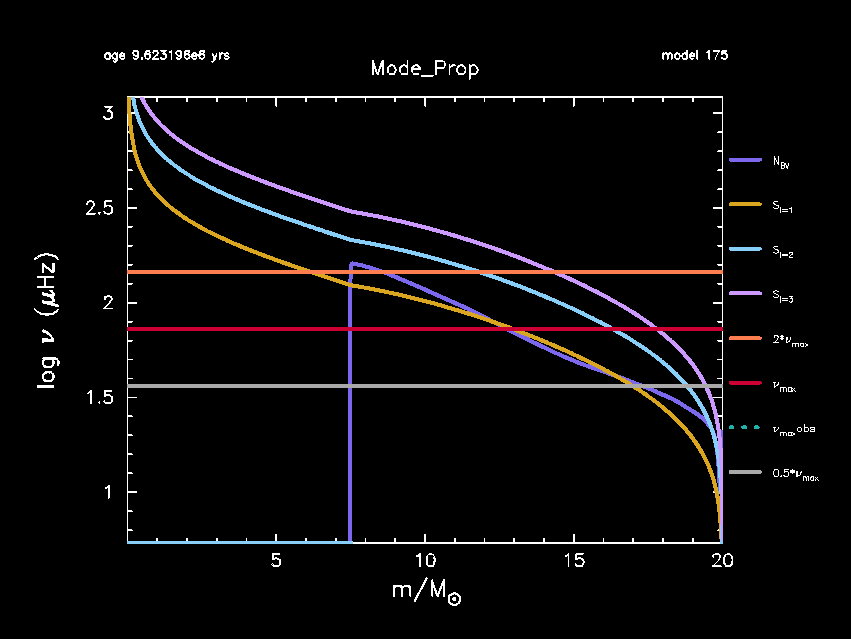 age 9.623196e6 yrs
model 175
Mode_Prop
log ν (μHz)
3
2.5
2
1.5
1
5
10
15
20
m/M⊙
N_BV
S_l=1
S_l=2
S_l=3
2*ν_max
ν_max
ν_max obs
0.5*ν_max